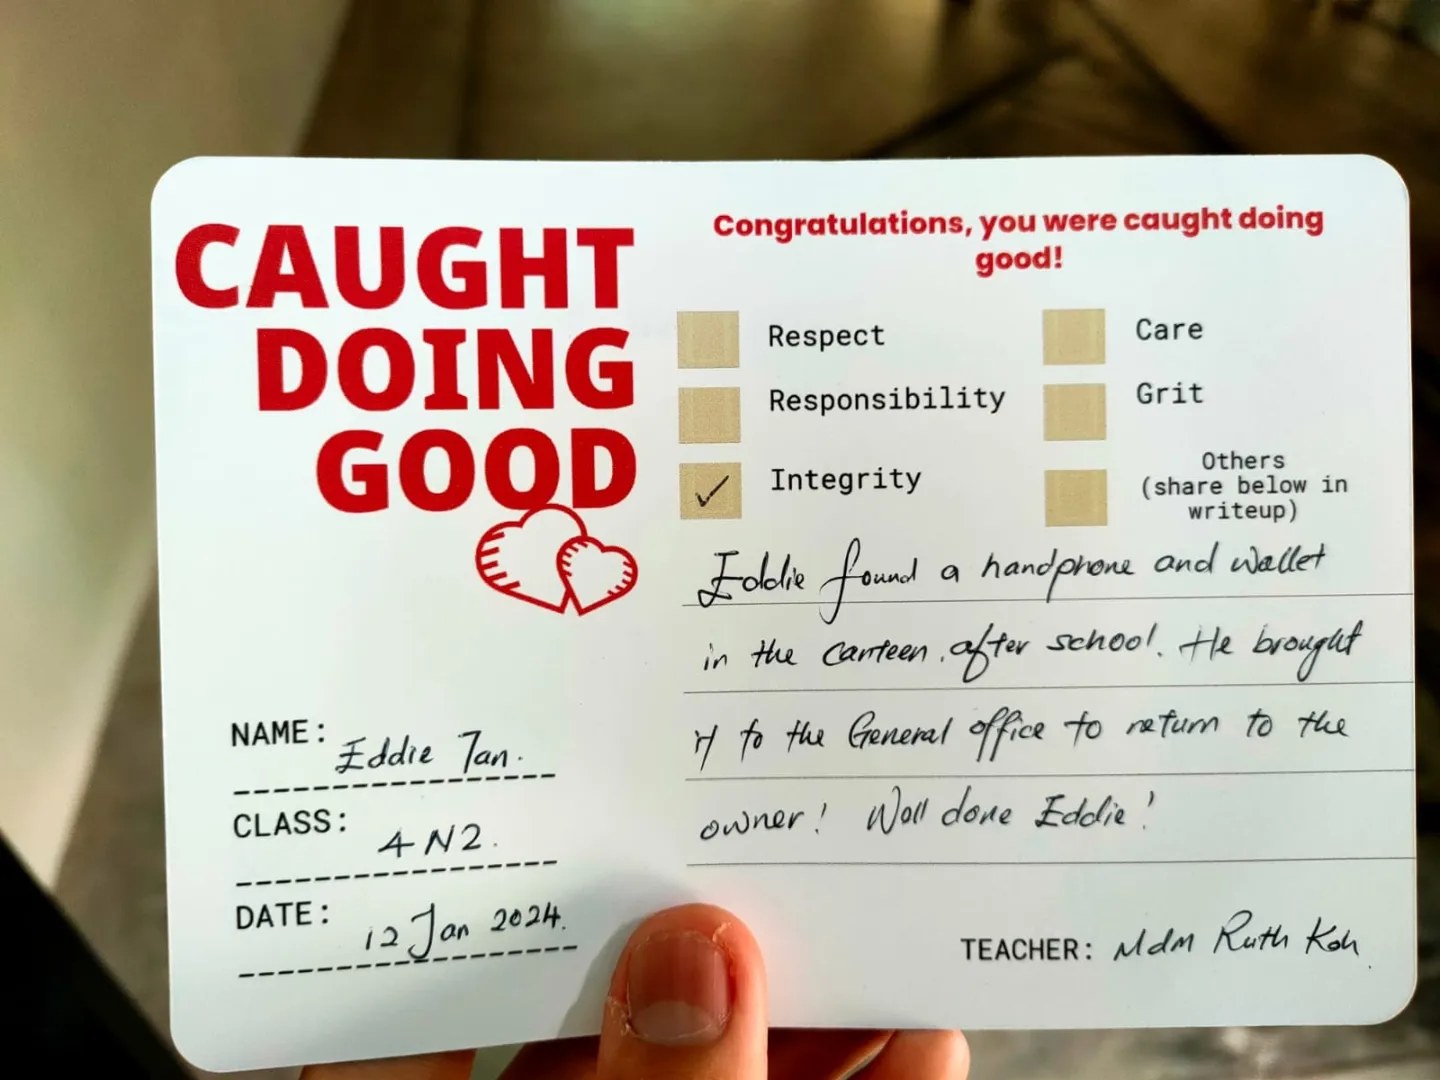 CAUGHT
DOING
GOOD
NAME: Eddie Tan.
CLASS: 4N2.
DATE: 12 Jan 2024.
Congratulations, you were caught doing
good!
Respect
Care
Responsibility
Grit
✓ Integrity
Others
(share below in
writeup)
Eddie found a handphone and wallet
in the canteen after school. He brought
it to the General office to return to the
owner! Well done Eddie!
TEACHER: Mdm Ruth Koh